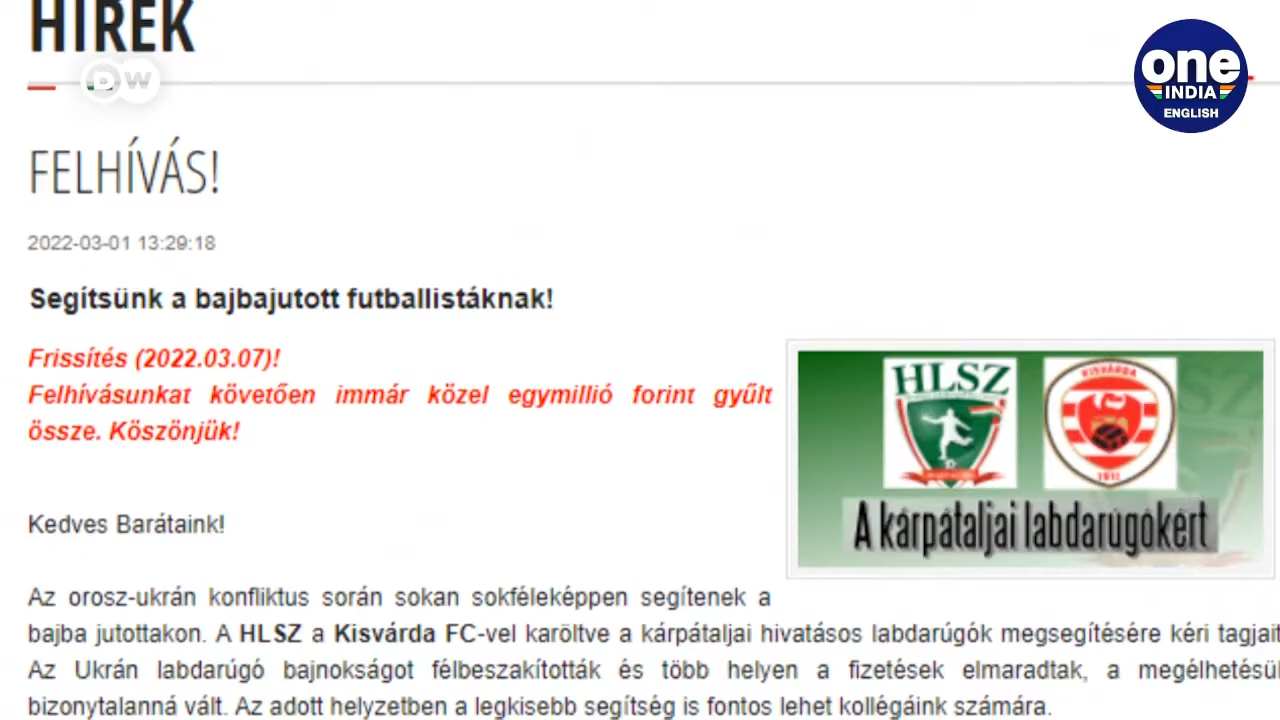 HÍREK
DW
one
INDIA
ENGLISH
FELHÍVÁS!
2022-03-01 13:29:18
Segítsünk a bajbajutott futballistáknak!
Frissítés (2022.03.07)!
Felhívásunkat követően immár közel egymillió forint gyűlt
össze. Köszönjük!
HLSZ
KISVÁRDA
1911
A kárpátaljai labdarúgókért
Kedves Barátaink!
Az orosz-ukrán konfliktus során sokan sokféleképpen segítenek a
bajba jutottakon. A HLSZ a Kisvárda FC-vel karöltve a kárpátaljai hivatásos labdarúgók megsegítésére kéri tagjait
Az Ukrán labdarúgó bajnokságot félbeszakították és több helyen a fizetések elmaradtak, a megélhetésül
bizonytalanná vált. Az adott helyzetben a legkisebb segítség is fontos lehet kollégáink számára.